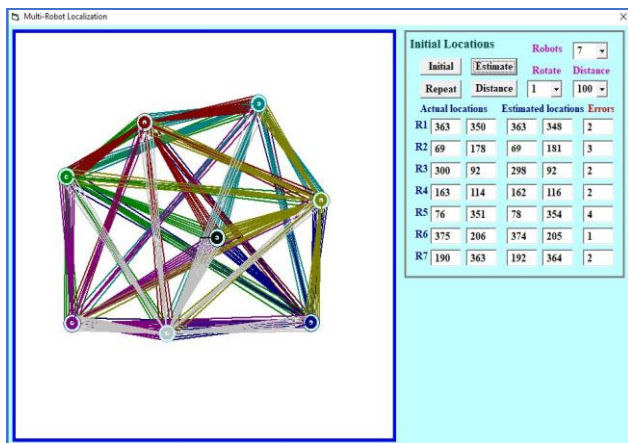 Multi-Robot Localization
Initial Locations
Robots 7
Initial Estimate Rotate Distance
Repeat Distance 1 100
Actual locations Estimated locations Errors
R1 363 350 363 348 2
R2 69 178 69 181 3
R3 300 92 298 92 2
R4 163 114 162 116 2
R5 76 351 78 354 4
R6 375 206 374 205 1
R7 190 363 192 364 2